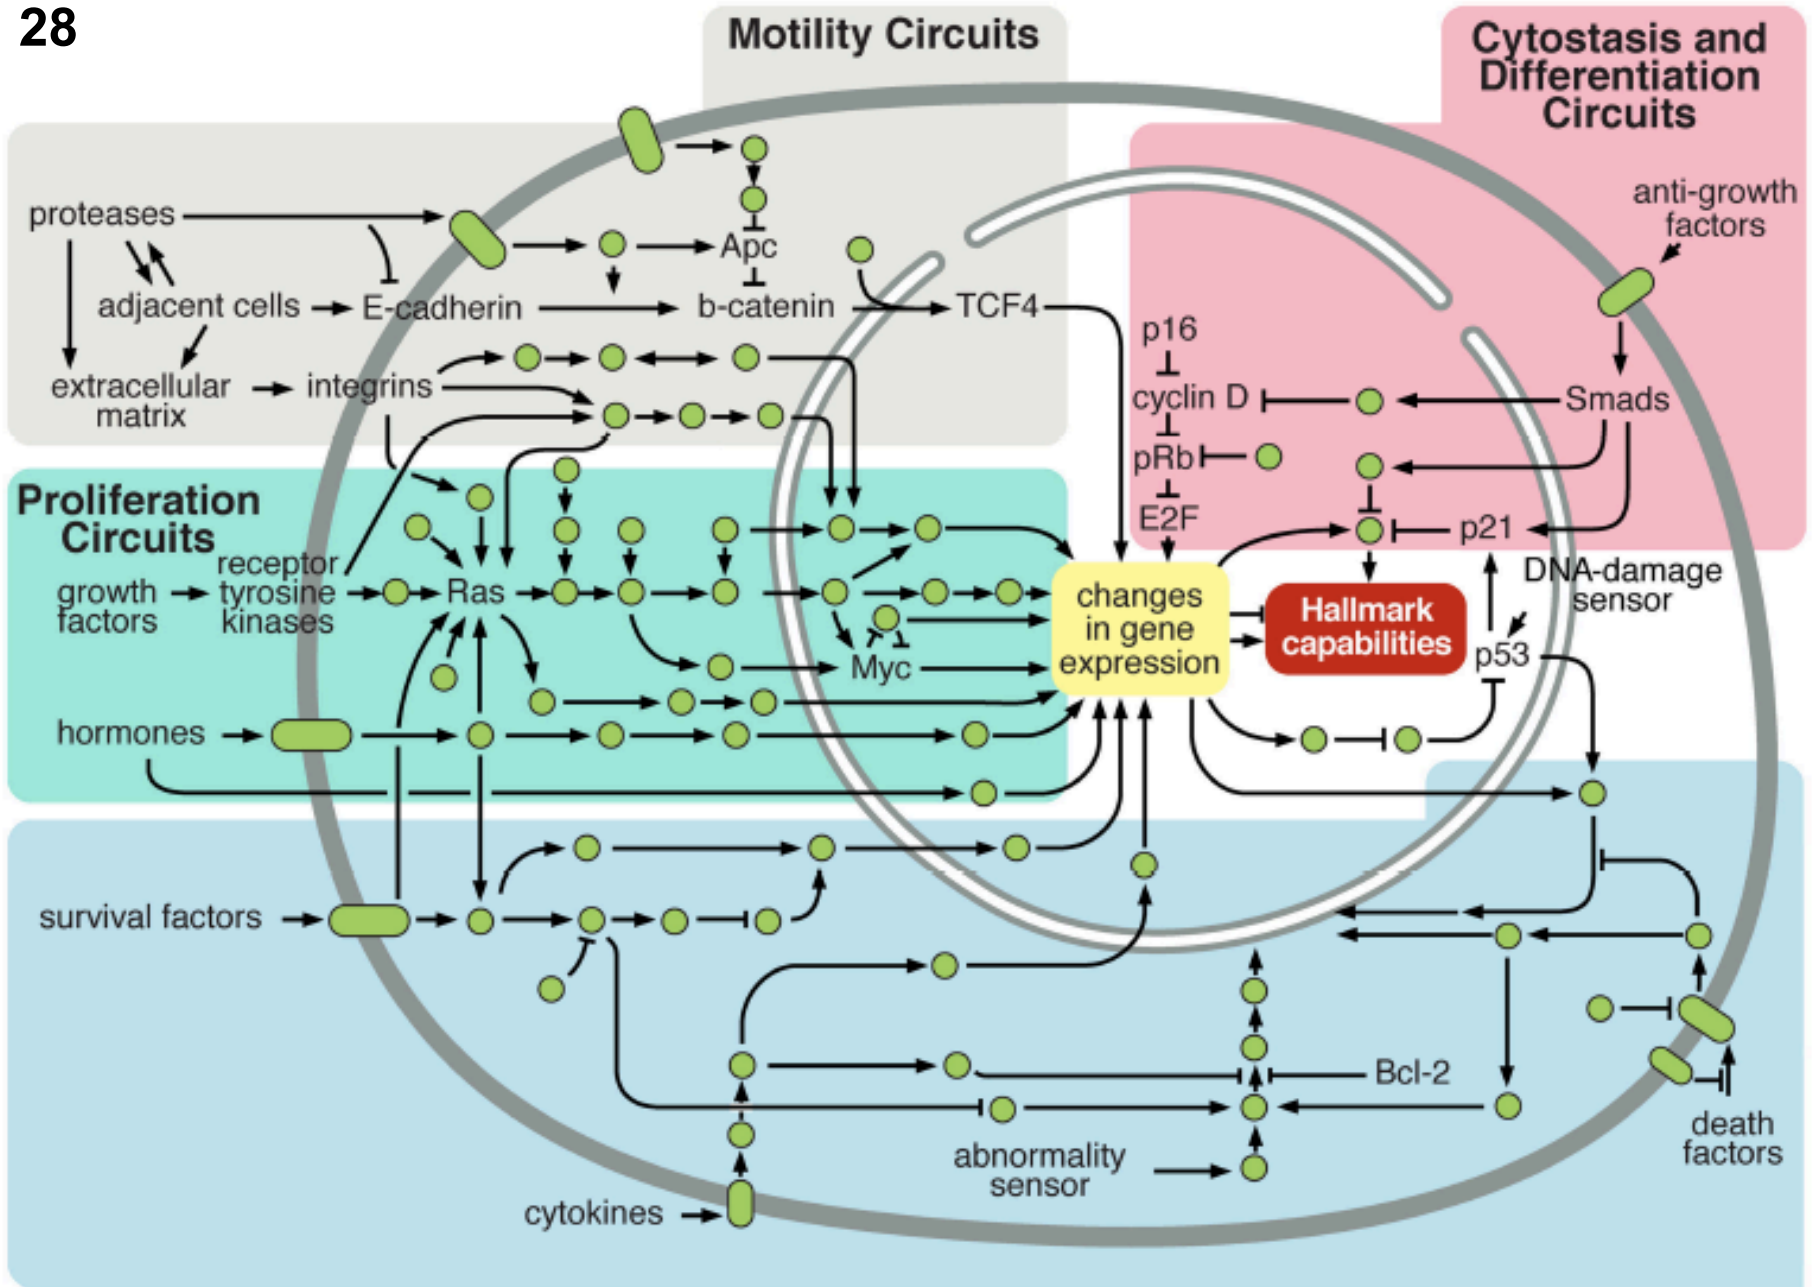 28
Motility Circuits
Cytostasis and
Differentiation
Circuits
anti-growth
factors
proteases
Apc
adjacent cells
E-cadherin
b-catenin
TCF4
p16
extracellular
matrix
integrins
cyclin D
Smads
pRb
E2F
p21
Proliferation
Circuits
receptor
tyrosine
kinases
growth
factors
Ras
Myc
changes
in gene
expression
Hallmark
capabilities
DNA-damage
sensor
p53
hormones
survival factors
Bcl-2
abnormality
sensor
death
factors
cytokines